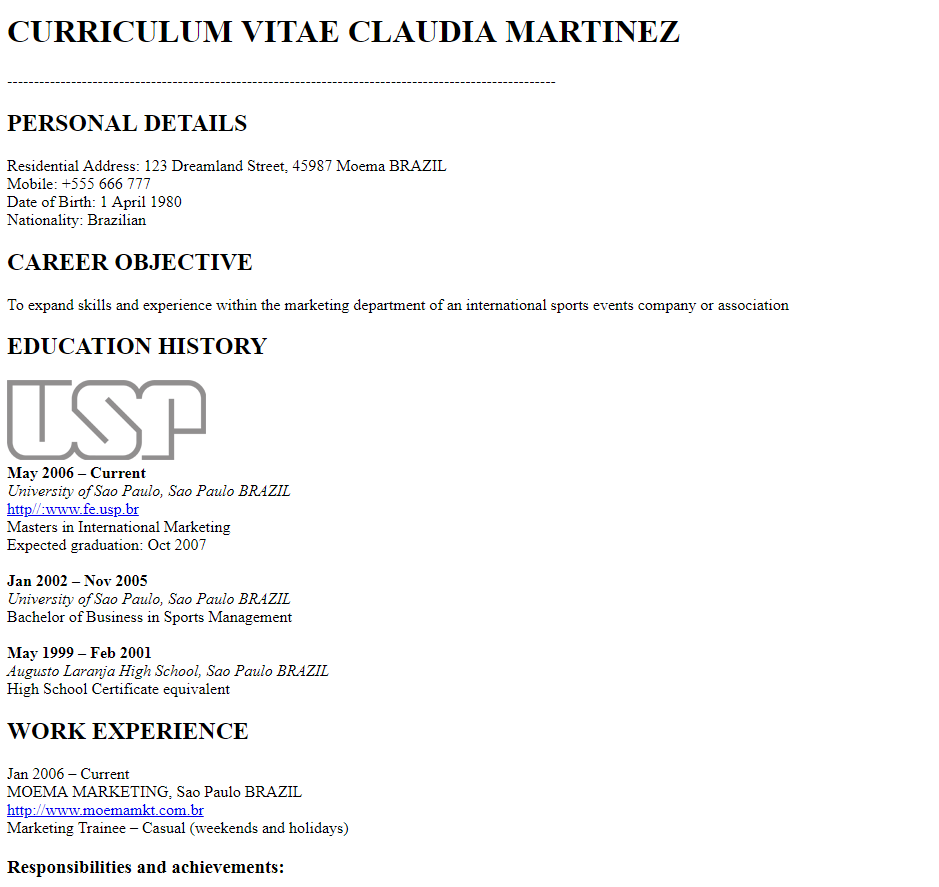 CURRICULUM VITAE CLAUDIA MARTINEZ
-------------------------------------------------------------------------------------------------------
PERSONAL DETAILS
Residential Address: 123 Dreamland Street, 45987 Moema BRAZIL
Mobile: +555 666 777
Date of Birth: 1 April 1980
Nationality: Brazilian
CAREER OBJECTIVE
To expand skills and experience within the marketing department of an international sports events company or association
EDUCATION HISTORY
USP
May 2006 – Current
University of Sao Paulo, Sao Paulo BRAZIL
http//:www.fe.usp.br
Masters in International Marketing
Expected graduation: Oct 2007
Jan 2002 – Nov 2005
University of Sao Paulo, Sao Paulo BRAZIL
Bachelor of Business in Sports Management
May 1999 – Feb 2001
Augusto Laranja High School, Sao Paulo BRAZIL
High School Certificate equivalent
WORK EXPERIENCE
Jan 2006 – Current
MOEMA MARKETING, Sao Paulo BRAZIL
http://www.moemamkt.com.br
Marketing Trainee – Casual (weekends and holidays)
Responsibilities and achievements: